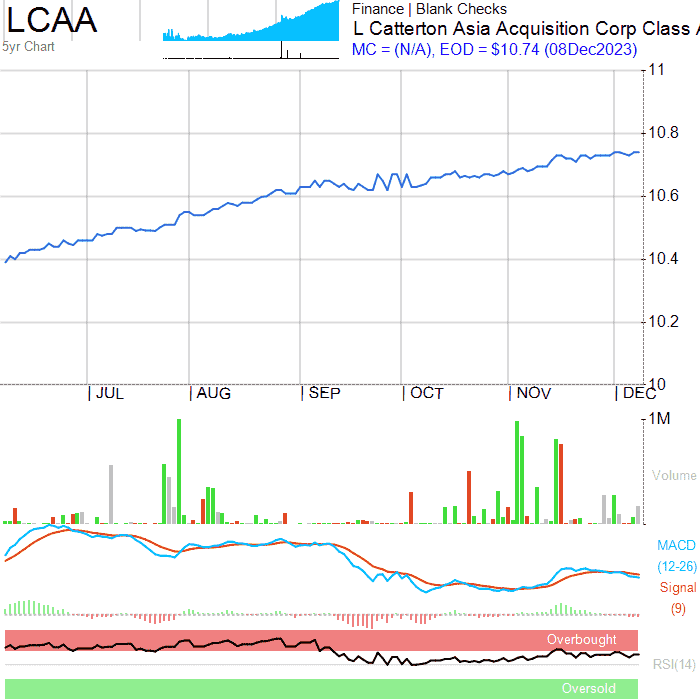 LCAA
5yr Chart
Finance | Blank Checks
L Catterton Asia Acquisition Corp Class
MC = (N/A), EOD = $10.74 (08Dec2023)
11
10.8
10.6
10.4
10.2
10
JUL AUG SEP OCT NOV DEC
1M
Volume
MACD
(12-26)
Signal
(9)
Overbought
RSI(14)
Oversold